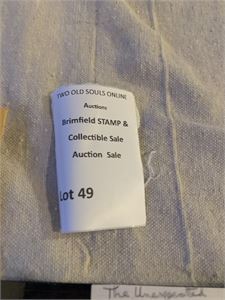 TWO OLD SOULS ONLINE
Auctions
Brimfield STAMP &
Collectible Sale
Auction Sale
Lot 49
The Unexpected